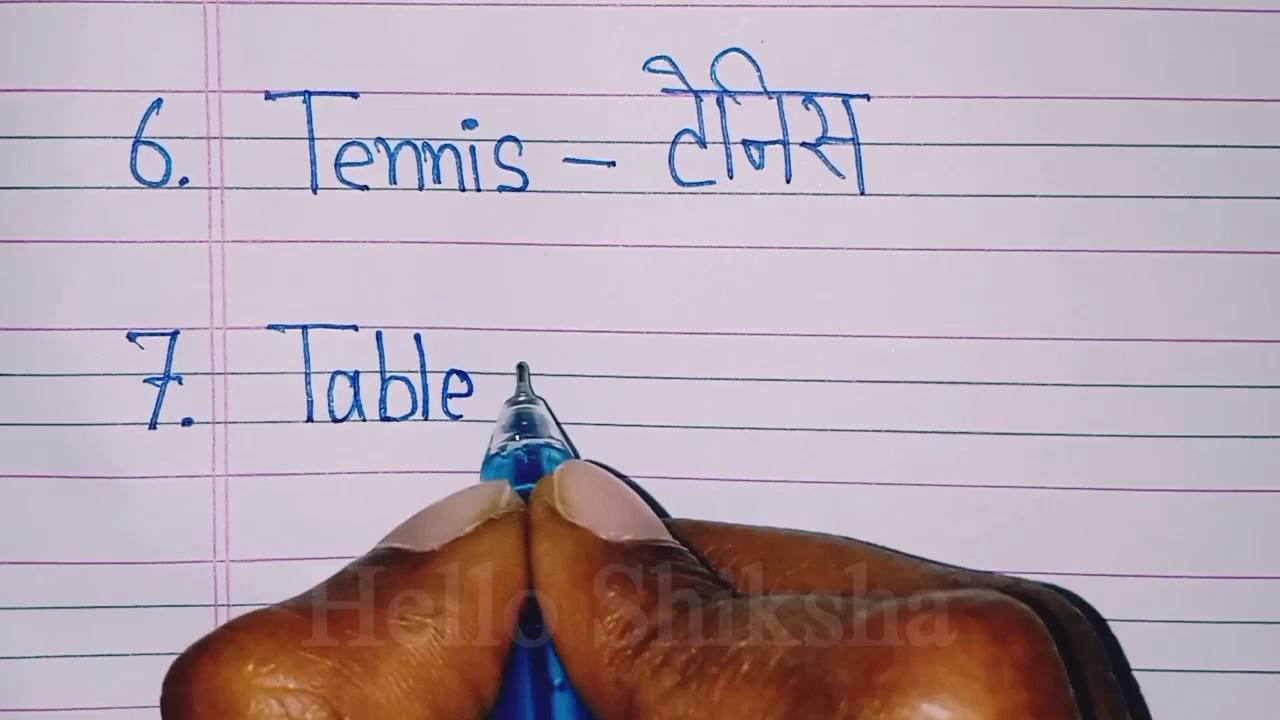 6. Tennis - टेनिस
7. Table
Hello Shiksha